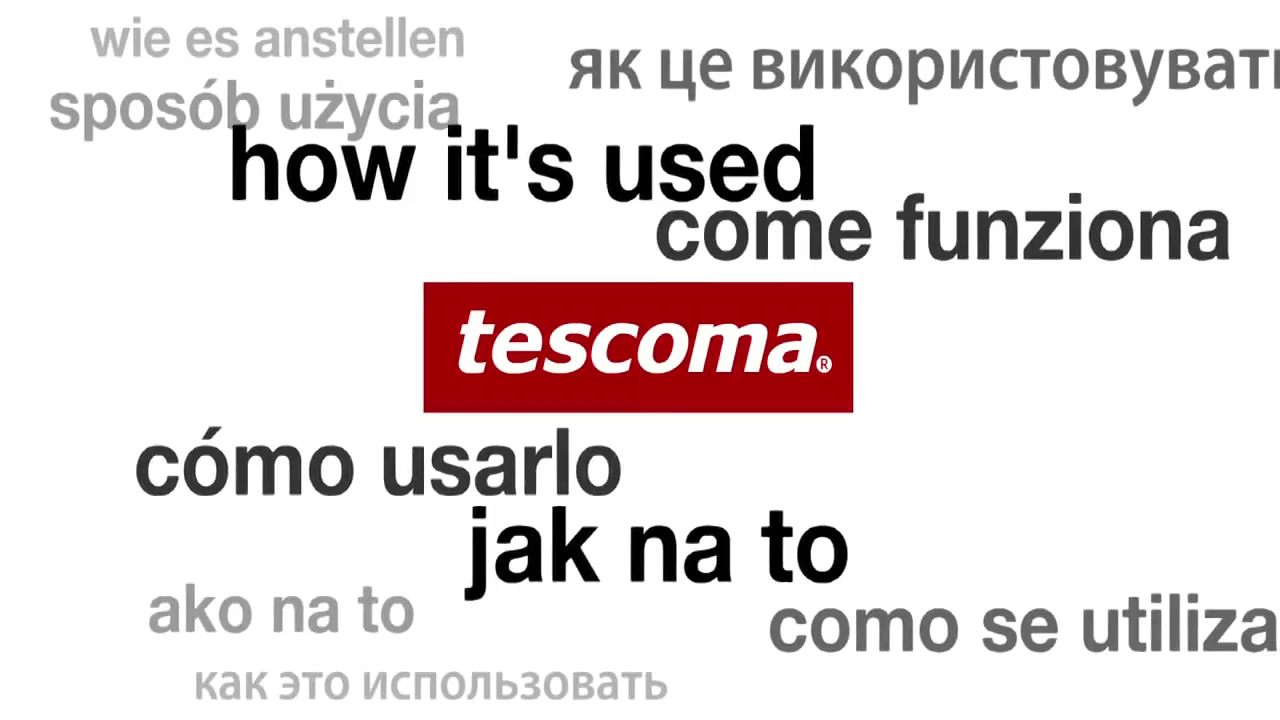 wie es anstellen
як це використовуват
sposób użycia
how it's used
come funziona
tescoma®
cómo usarlo
jak na to
ako na to
como se utiliza
как это использовать